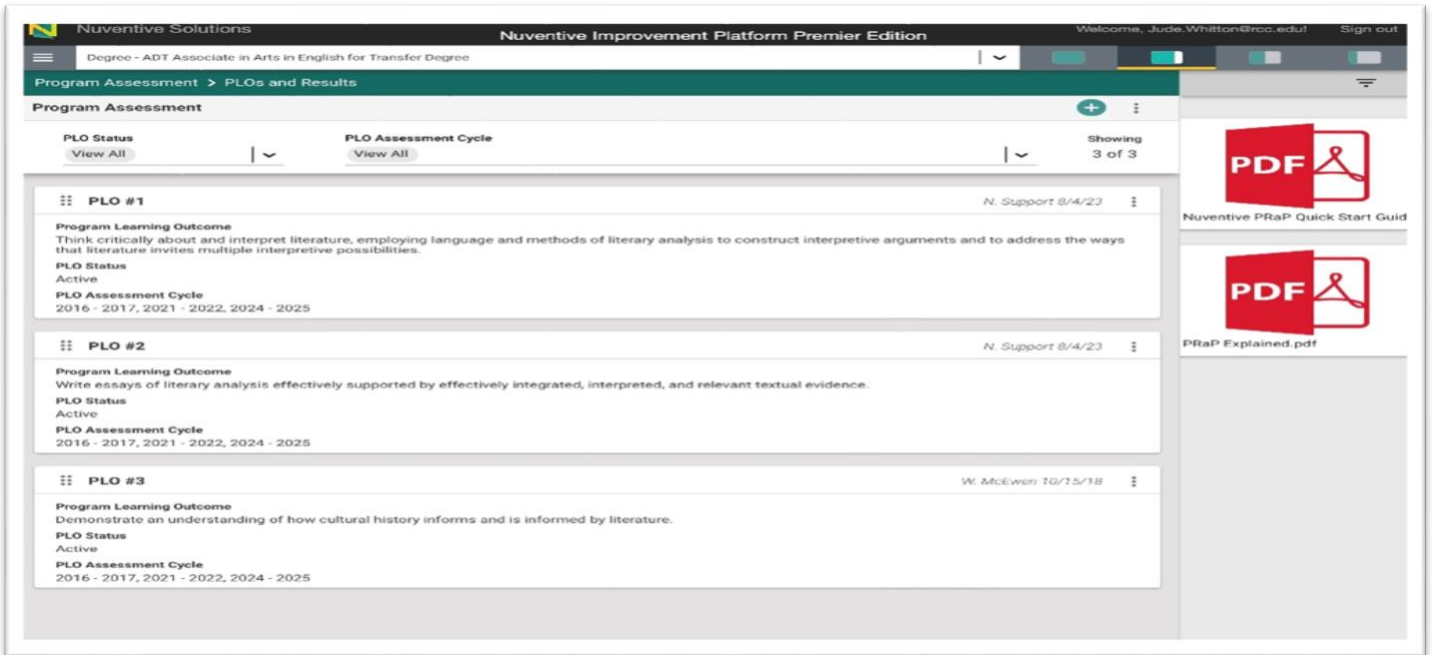 Nuventive Solutions
Nuventive Improvement Platform Premier Edition
Welcome, Jude.Whitton@rcc.edu!
Sign out
Degree - ADT Associate in Arts in English for Transfer Degree
Program Assessment > PLOs and Results
Program Assessment
PLO Status
View All
PLO Assessment Cycle
View All
Showing
3 of 3
PLO #1
N. Support 8/4/23
Program Learning Outcome
Think critically about and interpret literature, employing language and methods of literary analysis to construct interpretive arguments and to address the ways
that literature invites multiple interpretive possibilities.
PLO Status
Active
PLO Assessment Cycle
2016 - 2017, 2021 - 2022, 2024 - 2025
PLO #2
N. Support 8/4/23
Program Learning Outcome
Write essays of literary analysis effectively supported by effectively integrated, interpreted, and relevant textual evidence.
PLO Status
Active
PLO Assessment Cycle
2016 - 2017, 2021 - 2022, 2024 - 2025
PLO #3
W. McEwen 10/15/18
Program Learning Outcome
Demonstrate an understanding of how cultural history informs and is informed by literature.
PLO Status
Active
PLO Assessment Cycle
2016 - 2017, 2021 - 2022, 2024 - 2025
PDF
Nuventive PRaP Quick Start Guid
PDF
PRaP Explained.pdf